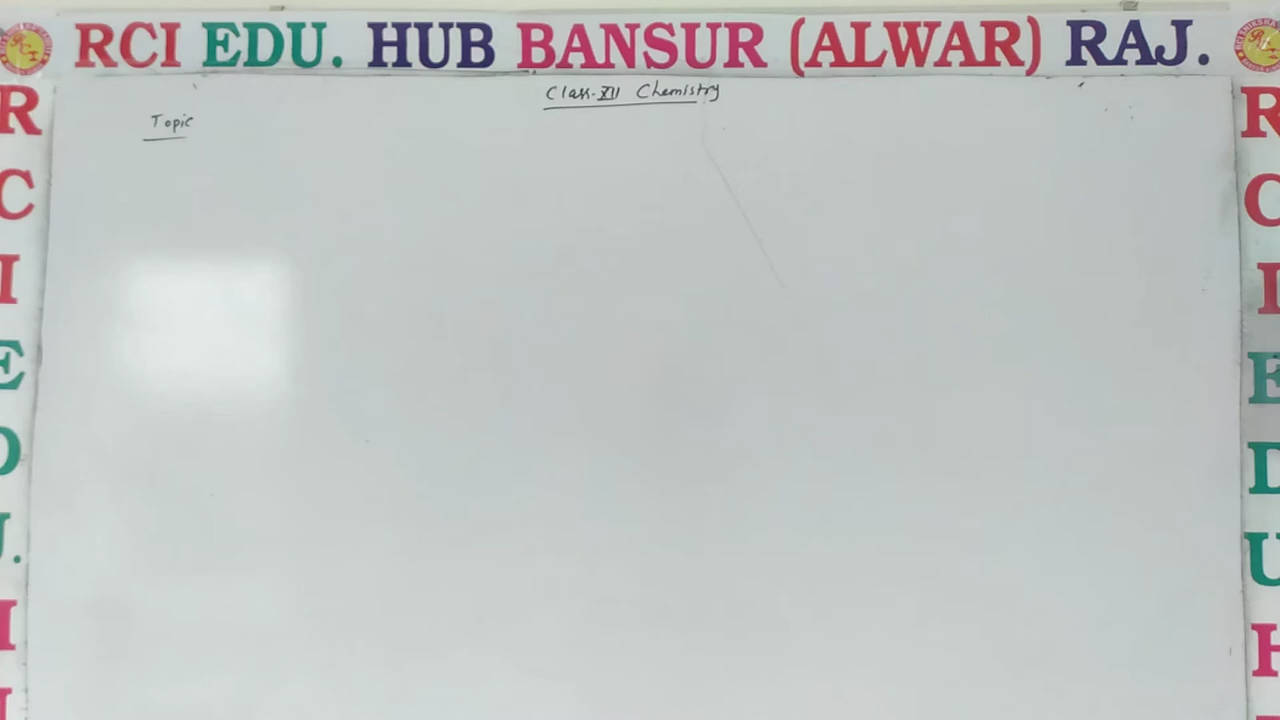 RCI EDU. HUB BANSUR (ALWAR) RAJ.
Class-XII Chemistry
Topic
R
C
I
E
D
U.
H
R
C
I
E
D
U
H